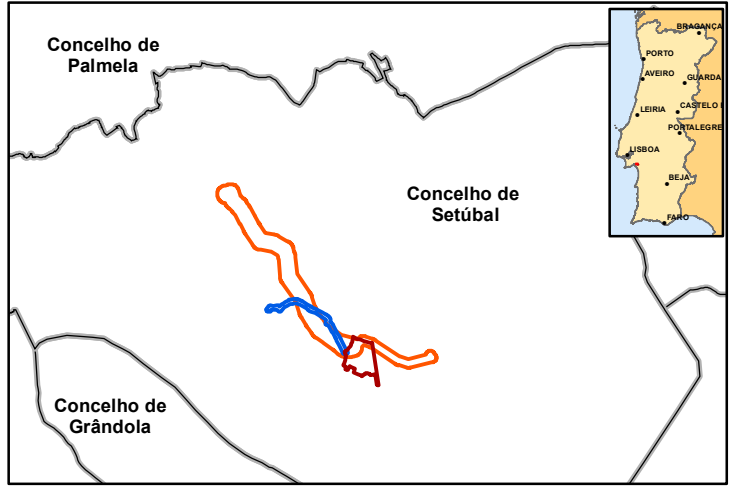 Concelho de
Palmela
Concelho de
Setúbal
Concelho de
Grândola
BRAGANÇA
PORTO
AVEIRO
GUARDA
LEIRIA
CASTELO
PORTALEGRE
LISBOA
BEJA
FARO